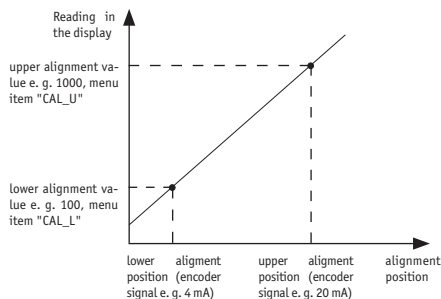 Reading in
the display
upper alignment va-
lue e. g. 1000, menu
item "CAL_U"
lower alignment va-
lue e. g. 100, menu
item "CAL_L"
lower aligment
position (encoder
signal e. g. 4 mA)
upper aligment
position (encoder
signal e. g. 20 mA)
alignment
position